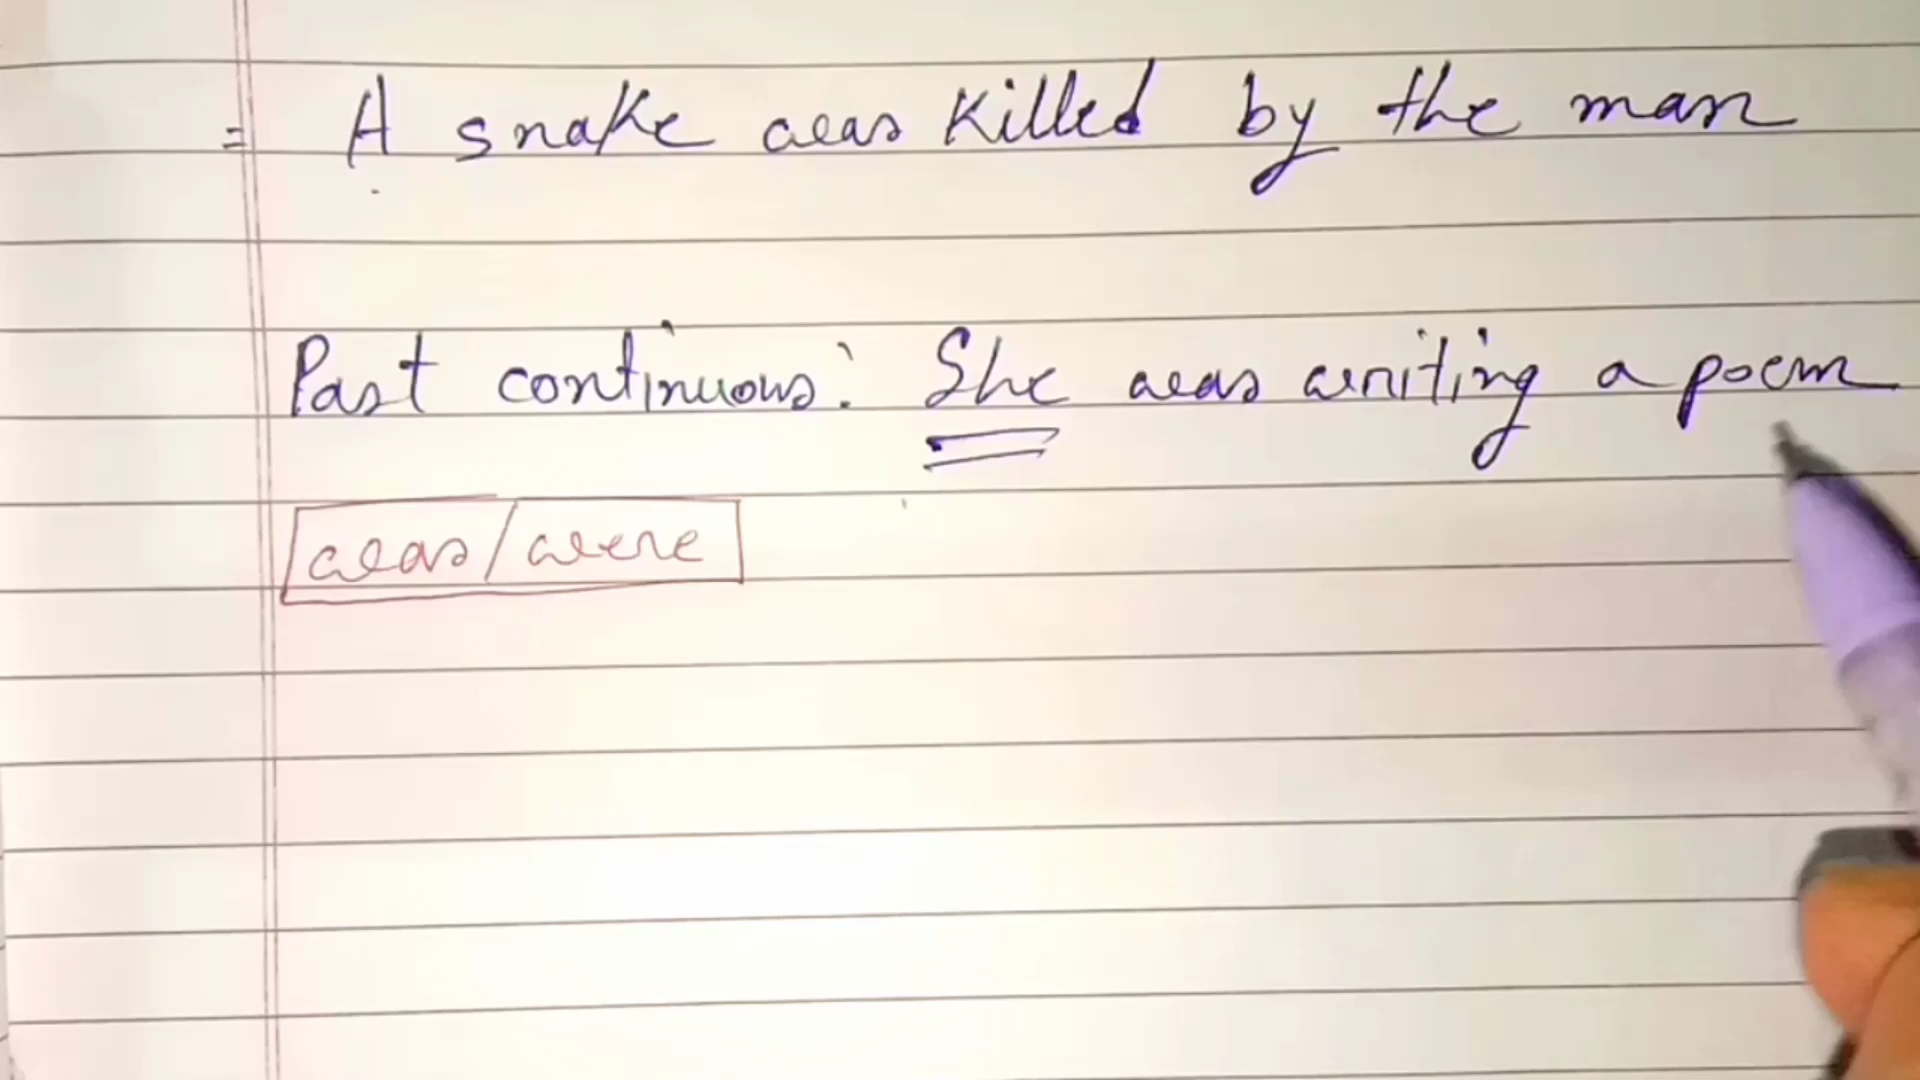 = A snake was killed by the man
Past continuous: She was writing a poem
was/were